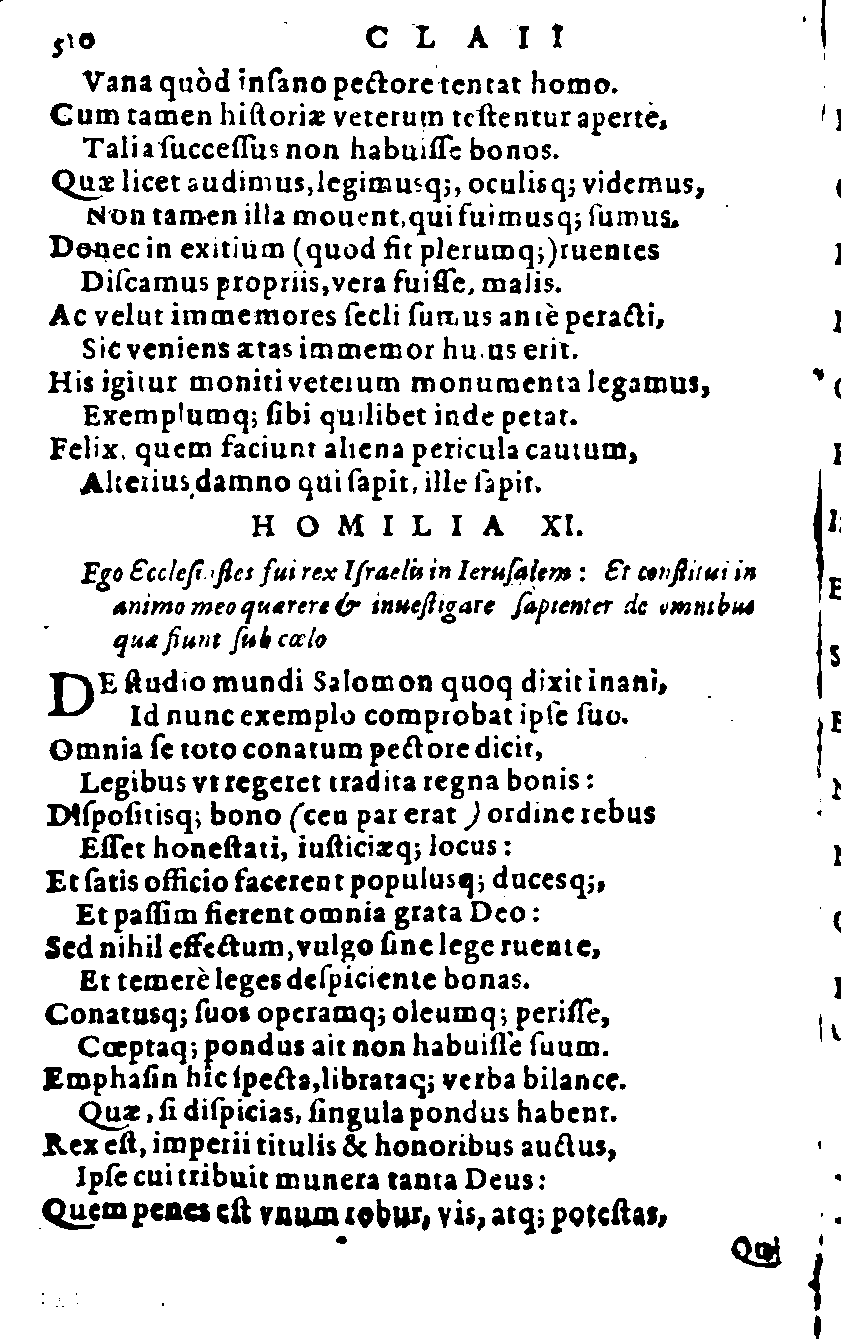 510 CLAII
Vana quòd inſano pectore tentat homo.
Cum tamen hiſtoriæ veterum teſtentur apertè,
Talia ſucceſſus non habuiſſe bonos.
Quæ licet audimus, legimusq;, oculisq; videmus,
Non tamen illa mouent, qui fuimusq; ſumus.
Donec in exitium (quod fit plerumq;) ruentes
Diſcamus propriis, vera fuiſſe, malis.
Ac velut immemores ſecli ſumus antè peracti,
Sic veniens ætas immemor huius erit.
His igitur moniti veterum monumenta legamus,
Exemplumq; ſibi quilibet inde petat.
Felix, quem faciunt aliena pericula cautum,
Alterius damno qui ſapit, ille ſapit.
HOMILIA XI.
Ego Eccleſiaſtes fui rex Iſraelis in Ieruſalem: Et conſtitui in
animo meo quærere & inueſtigare ſapienter de omnibus
quæ fiunt ſub cœlo
DE ſtudio mundi Salomon quoq dixit inani,
Id nunc exemplo comprobat ipſe ſuo.
Omnia ſe toto conatum pectore dicit,
Legibus vt regeret tradita regna bonis:
Diſpoſitisq; bono (ceu par erat) ordine rebus
Eſſet honeſtati, iuſticiæq; locus:
Et ſatis officio facerent populusq; ducesq;,
Et paſſim fierent omnia grata Deo:
Sed nihil effectum, vulgo ſine lege ruente,
Et temerè leges deſpiciente bonas.
Conatusq; ſuos operamq; oleumq; periſſe,
Cœptaq; pondus ait non habuiſſe ſuum.
Emphaſin hic ſpecta, librataq; verba bilance.
Quæ, ſi diſpicias, ſingula pondus habent.
Rex eſt, imperii titulis & honoribus auctus,
Ipſe cui tribuit munera tanta Deus:
Quem penes eſt vnum robur, vis, atq; poteſtas,
Qui